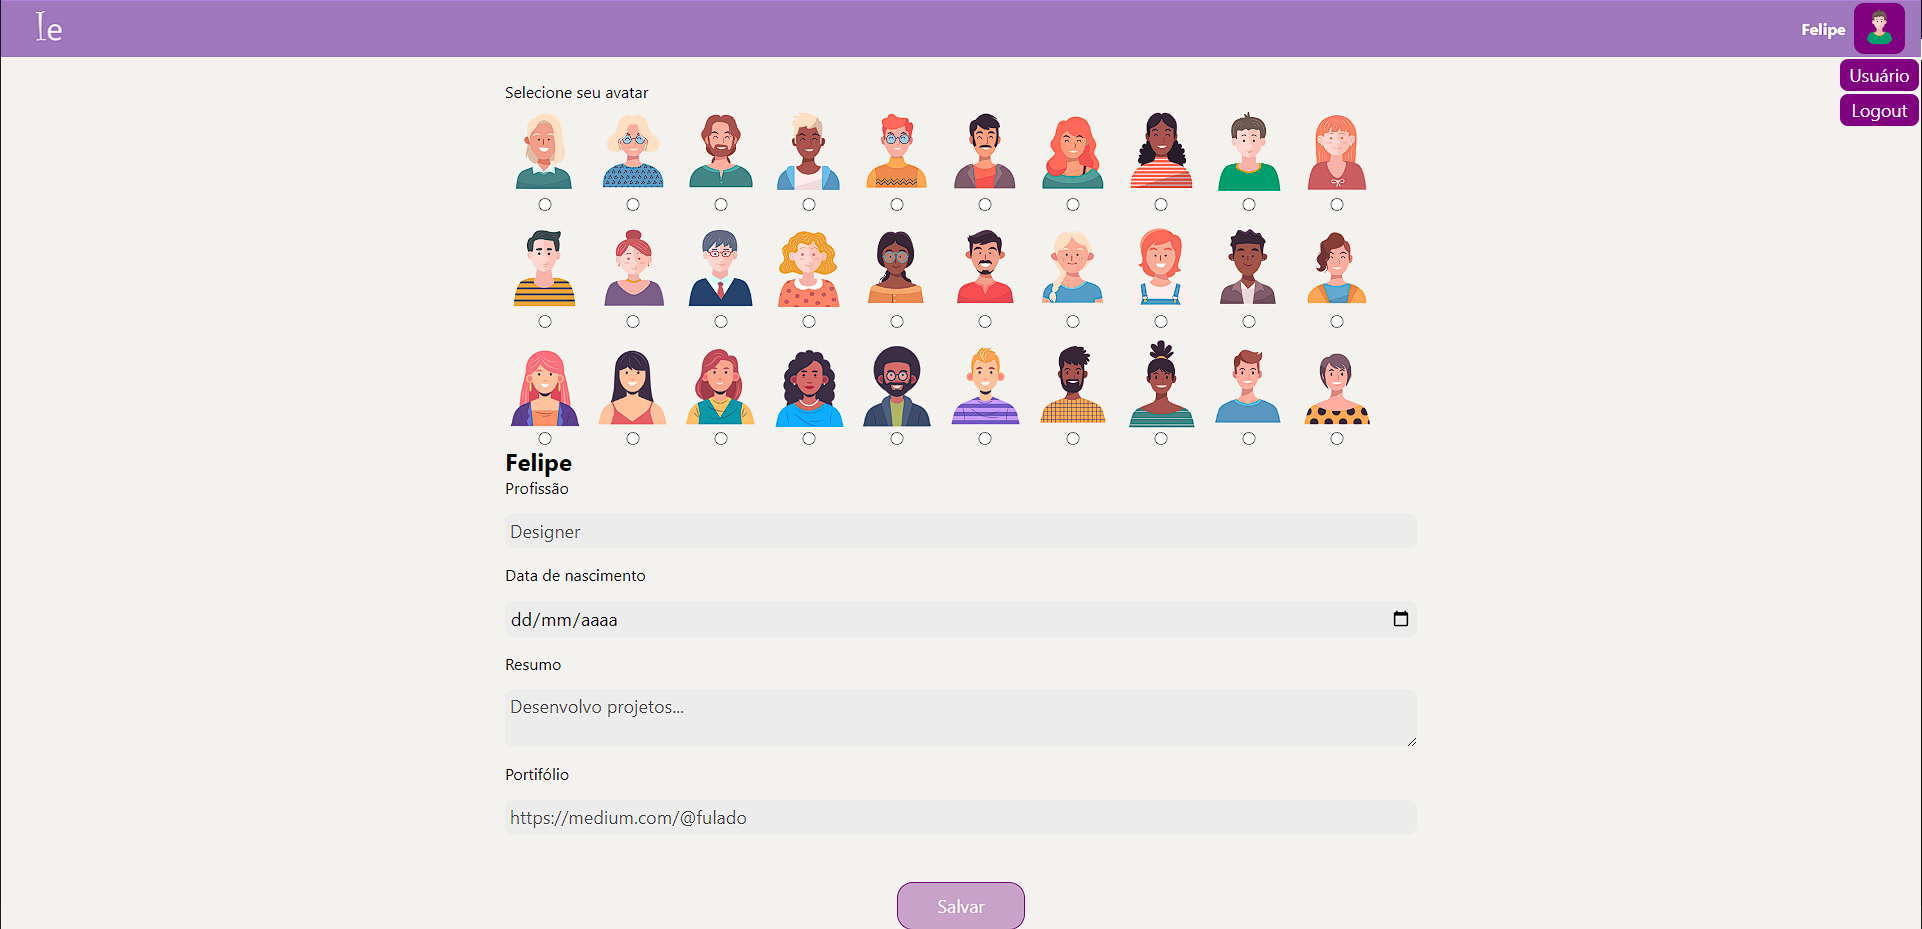 Ie
Felipe
Usuário
Logout
Selecione seu avatar
Felipe
Profissão
Designer
Data de nascimento
dd/mm/aaaa
Resumo
Desenvolvo projetos...
Portifólio
https://medium.com/@fulado
Salvar